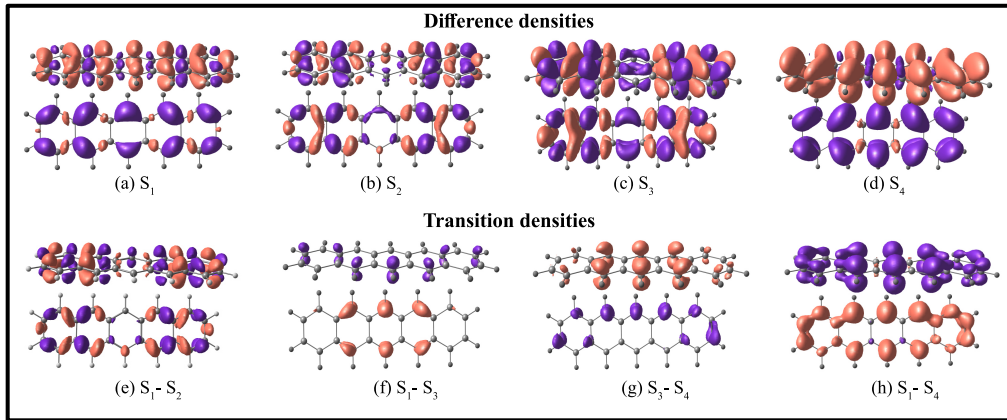 Difference densities
(a) S₁
(b) S₂
(c) S₃
(d) S₄
Transition densities
(e) S₁- S₂
(f) S₁- S₃
(g) S₃- S₄
(h) S₁- S₄